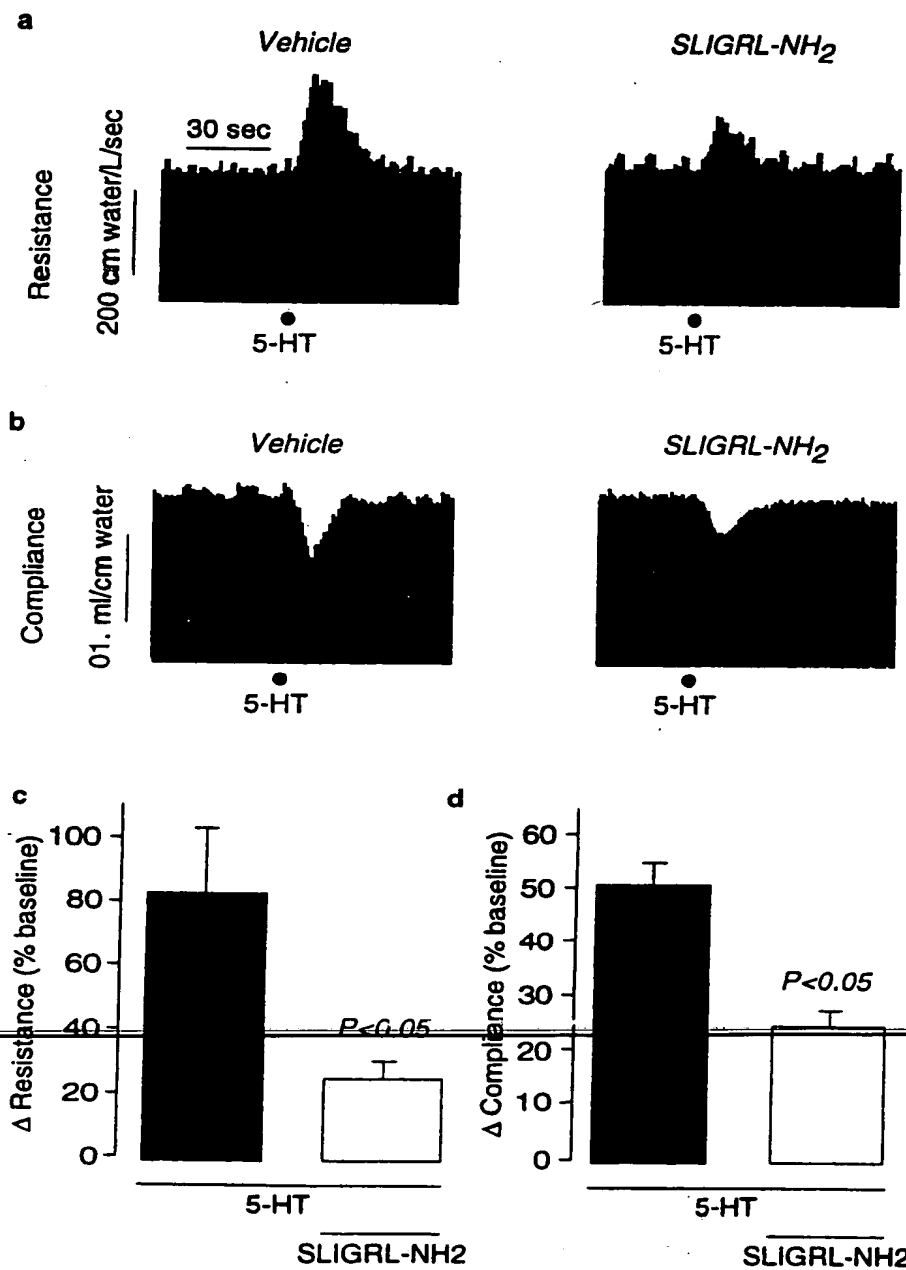 a
Vehicle
SLIGRL-NH2
30 sec
Resistance
200 cm water/L/sec
5-HT
5-HT
b
Vehicle
SLIGRL-NH2
Compliance
01. ml/cm water
5-HT
5-HT
c
Δ Resistance (% baseline)
100
80
60
40
20
0
P<0.05
5-HT
SLIGRL-NH2
d
Δ Compliance (% baseline)
60
50
40
30
20
10
0
P<0.05
5-HT
SLIGRL-NH2